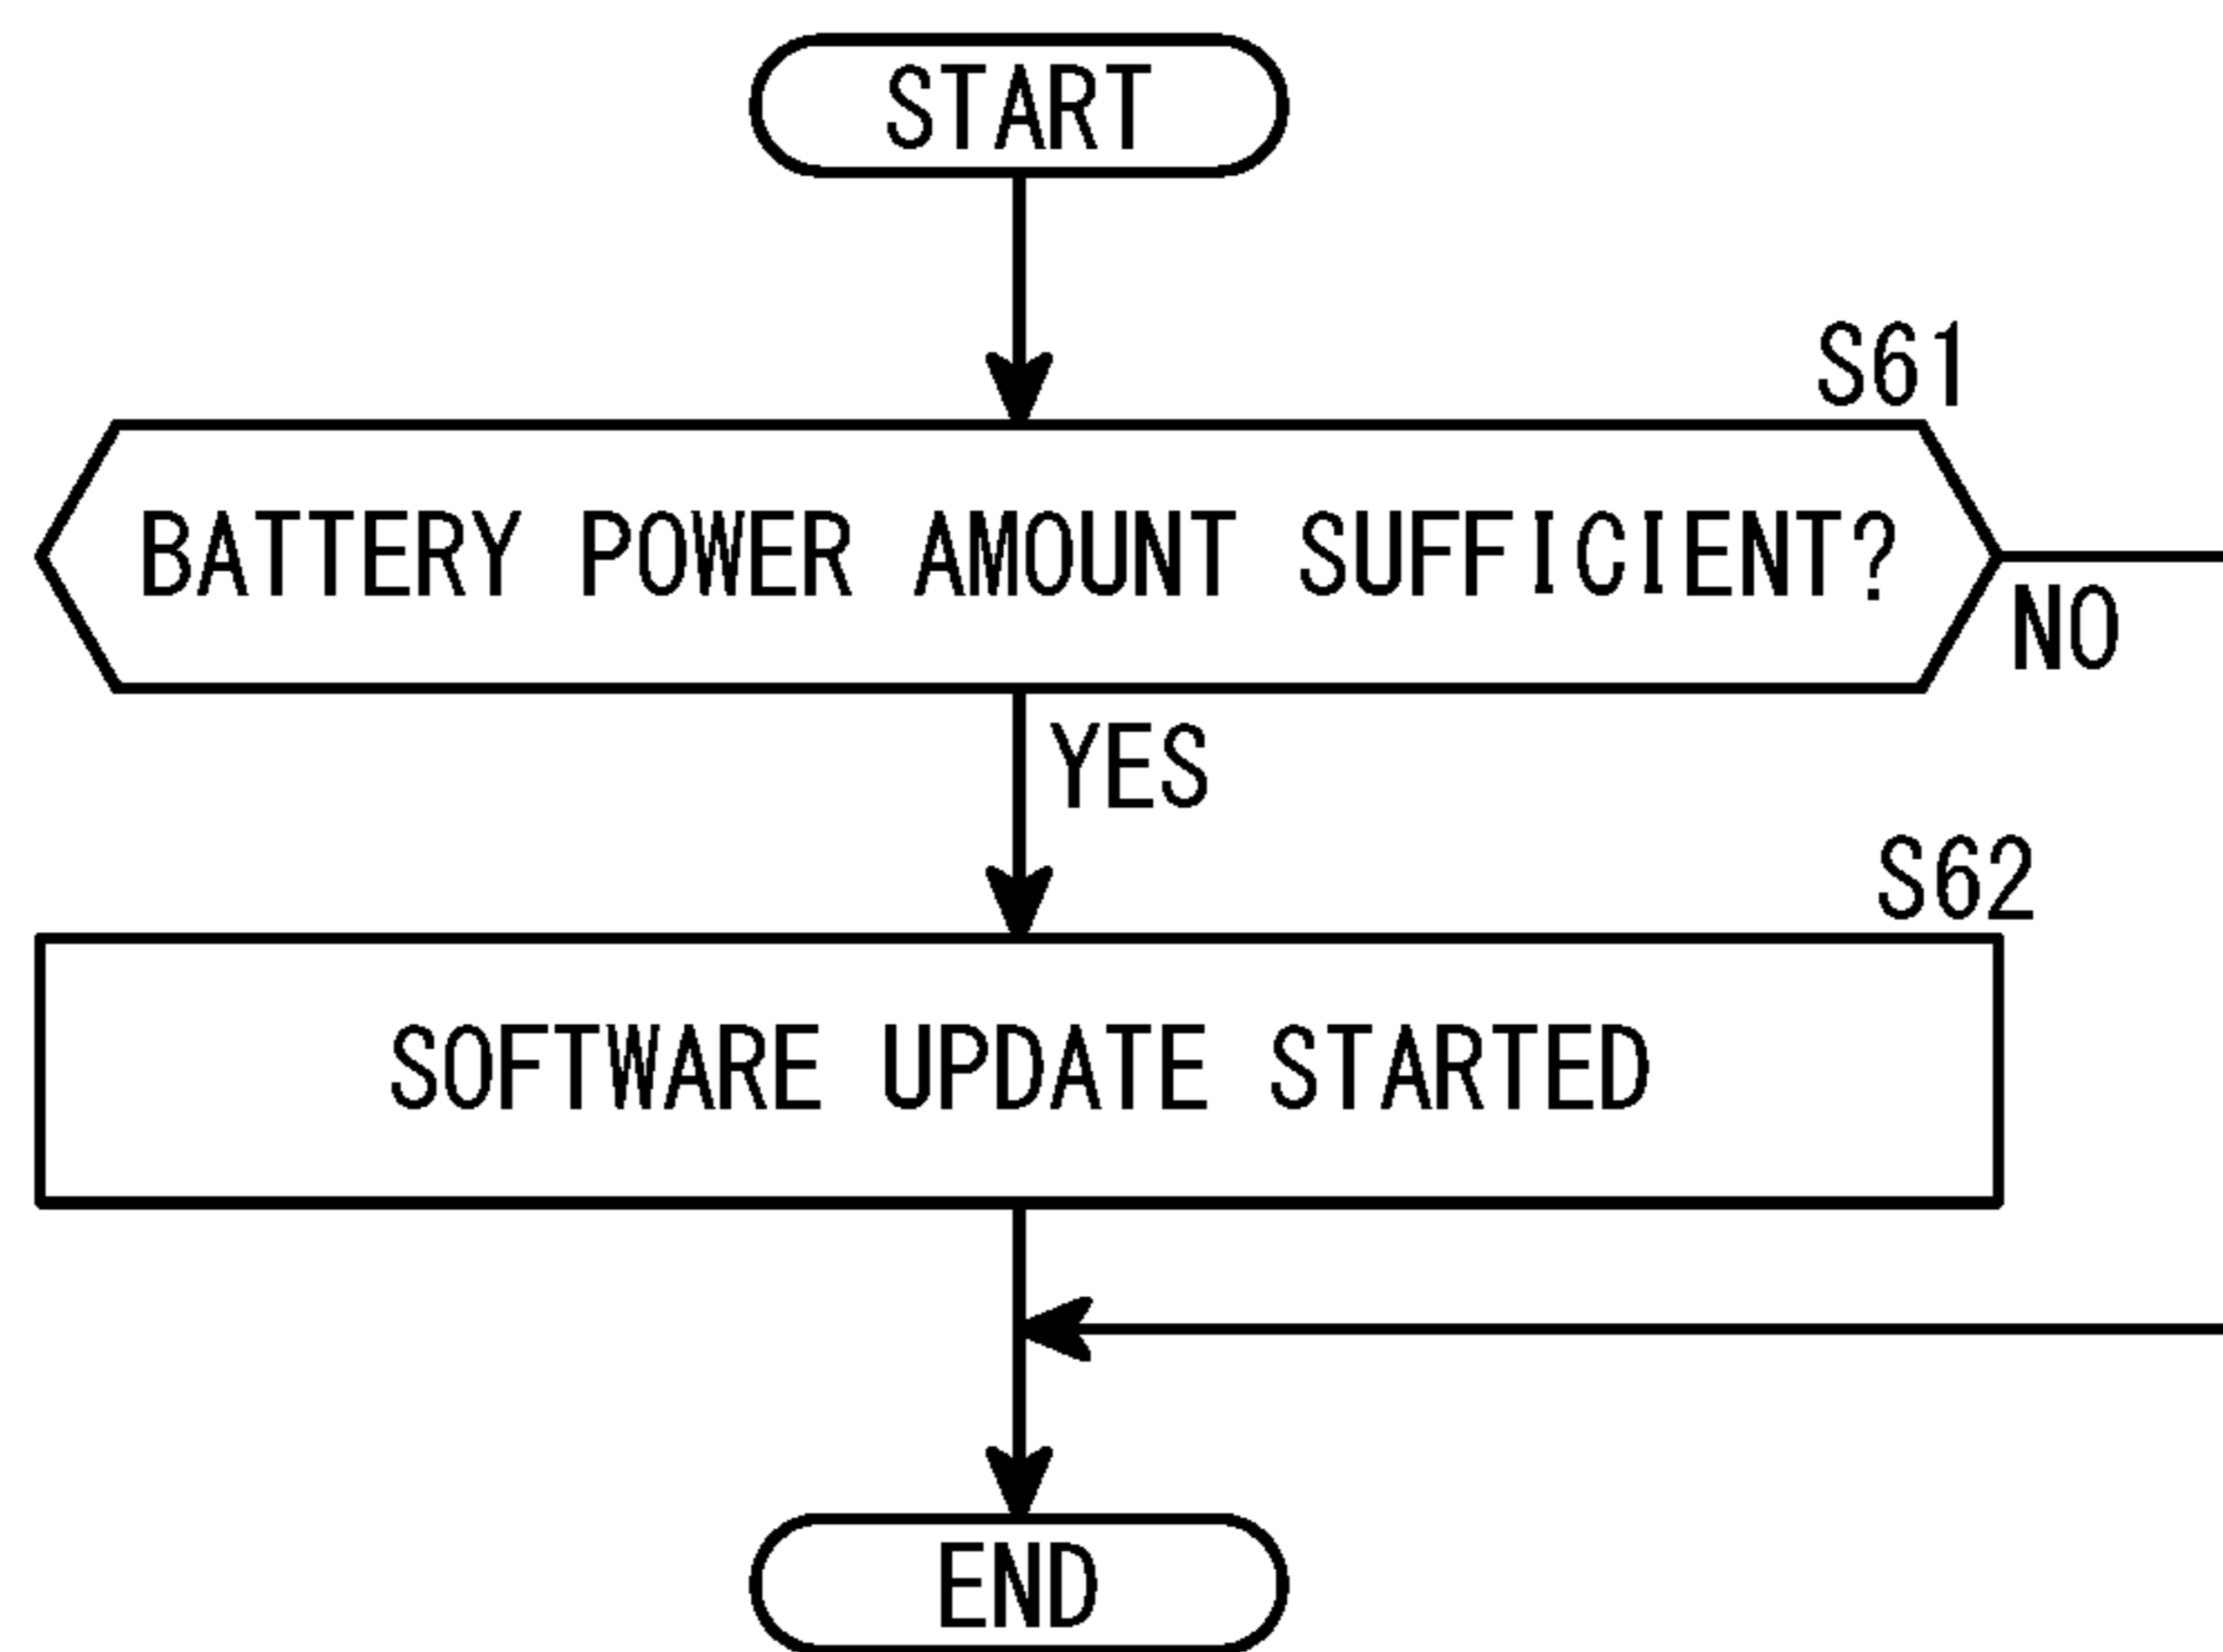 START
S61
BATTERY POWER AMOUNT SUFFICIENT?
NO
YES
S62
SOFTWARE UPDATE STARTED
END